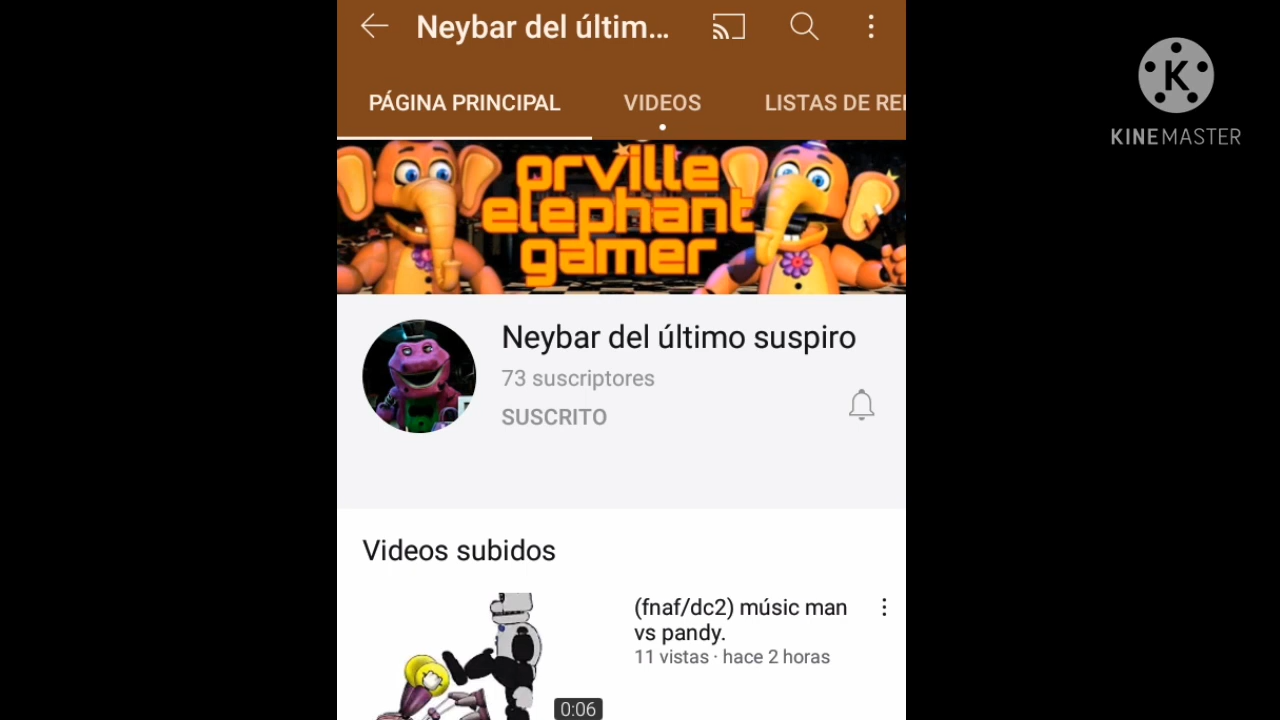 Neybar del últim...
PÁGINA PRINCIPAL
VIDEOS
LISTAS DE RE
K
KINEMASTER
orville
elephant
gamer
Neybar del último suspiro
73 suscriptores
SUSCRITO
Videos subidos
(fnaf/dc2) músic man
vs pandy.
11 vistas · hace 2 horas
0:06